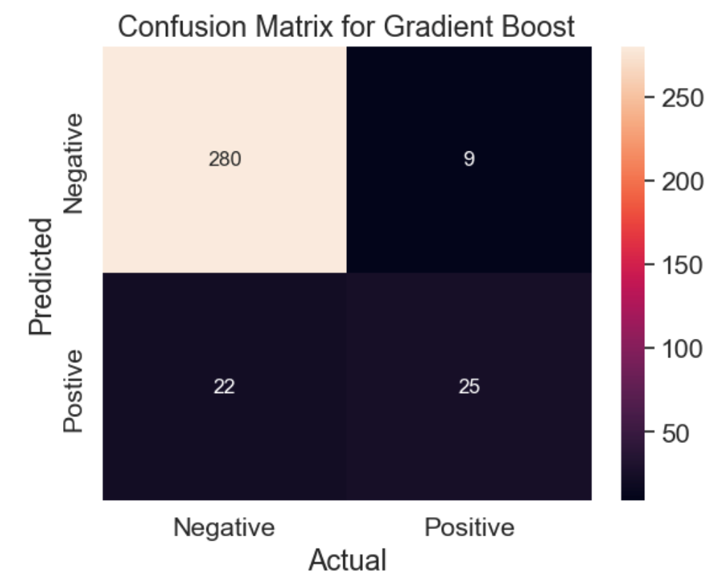 Confusion Matrix for Gradient Boost
Predicted
Negative
Postive
280
9
22
25
Negative
Positive
Actual
250
200
150
100
50